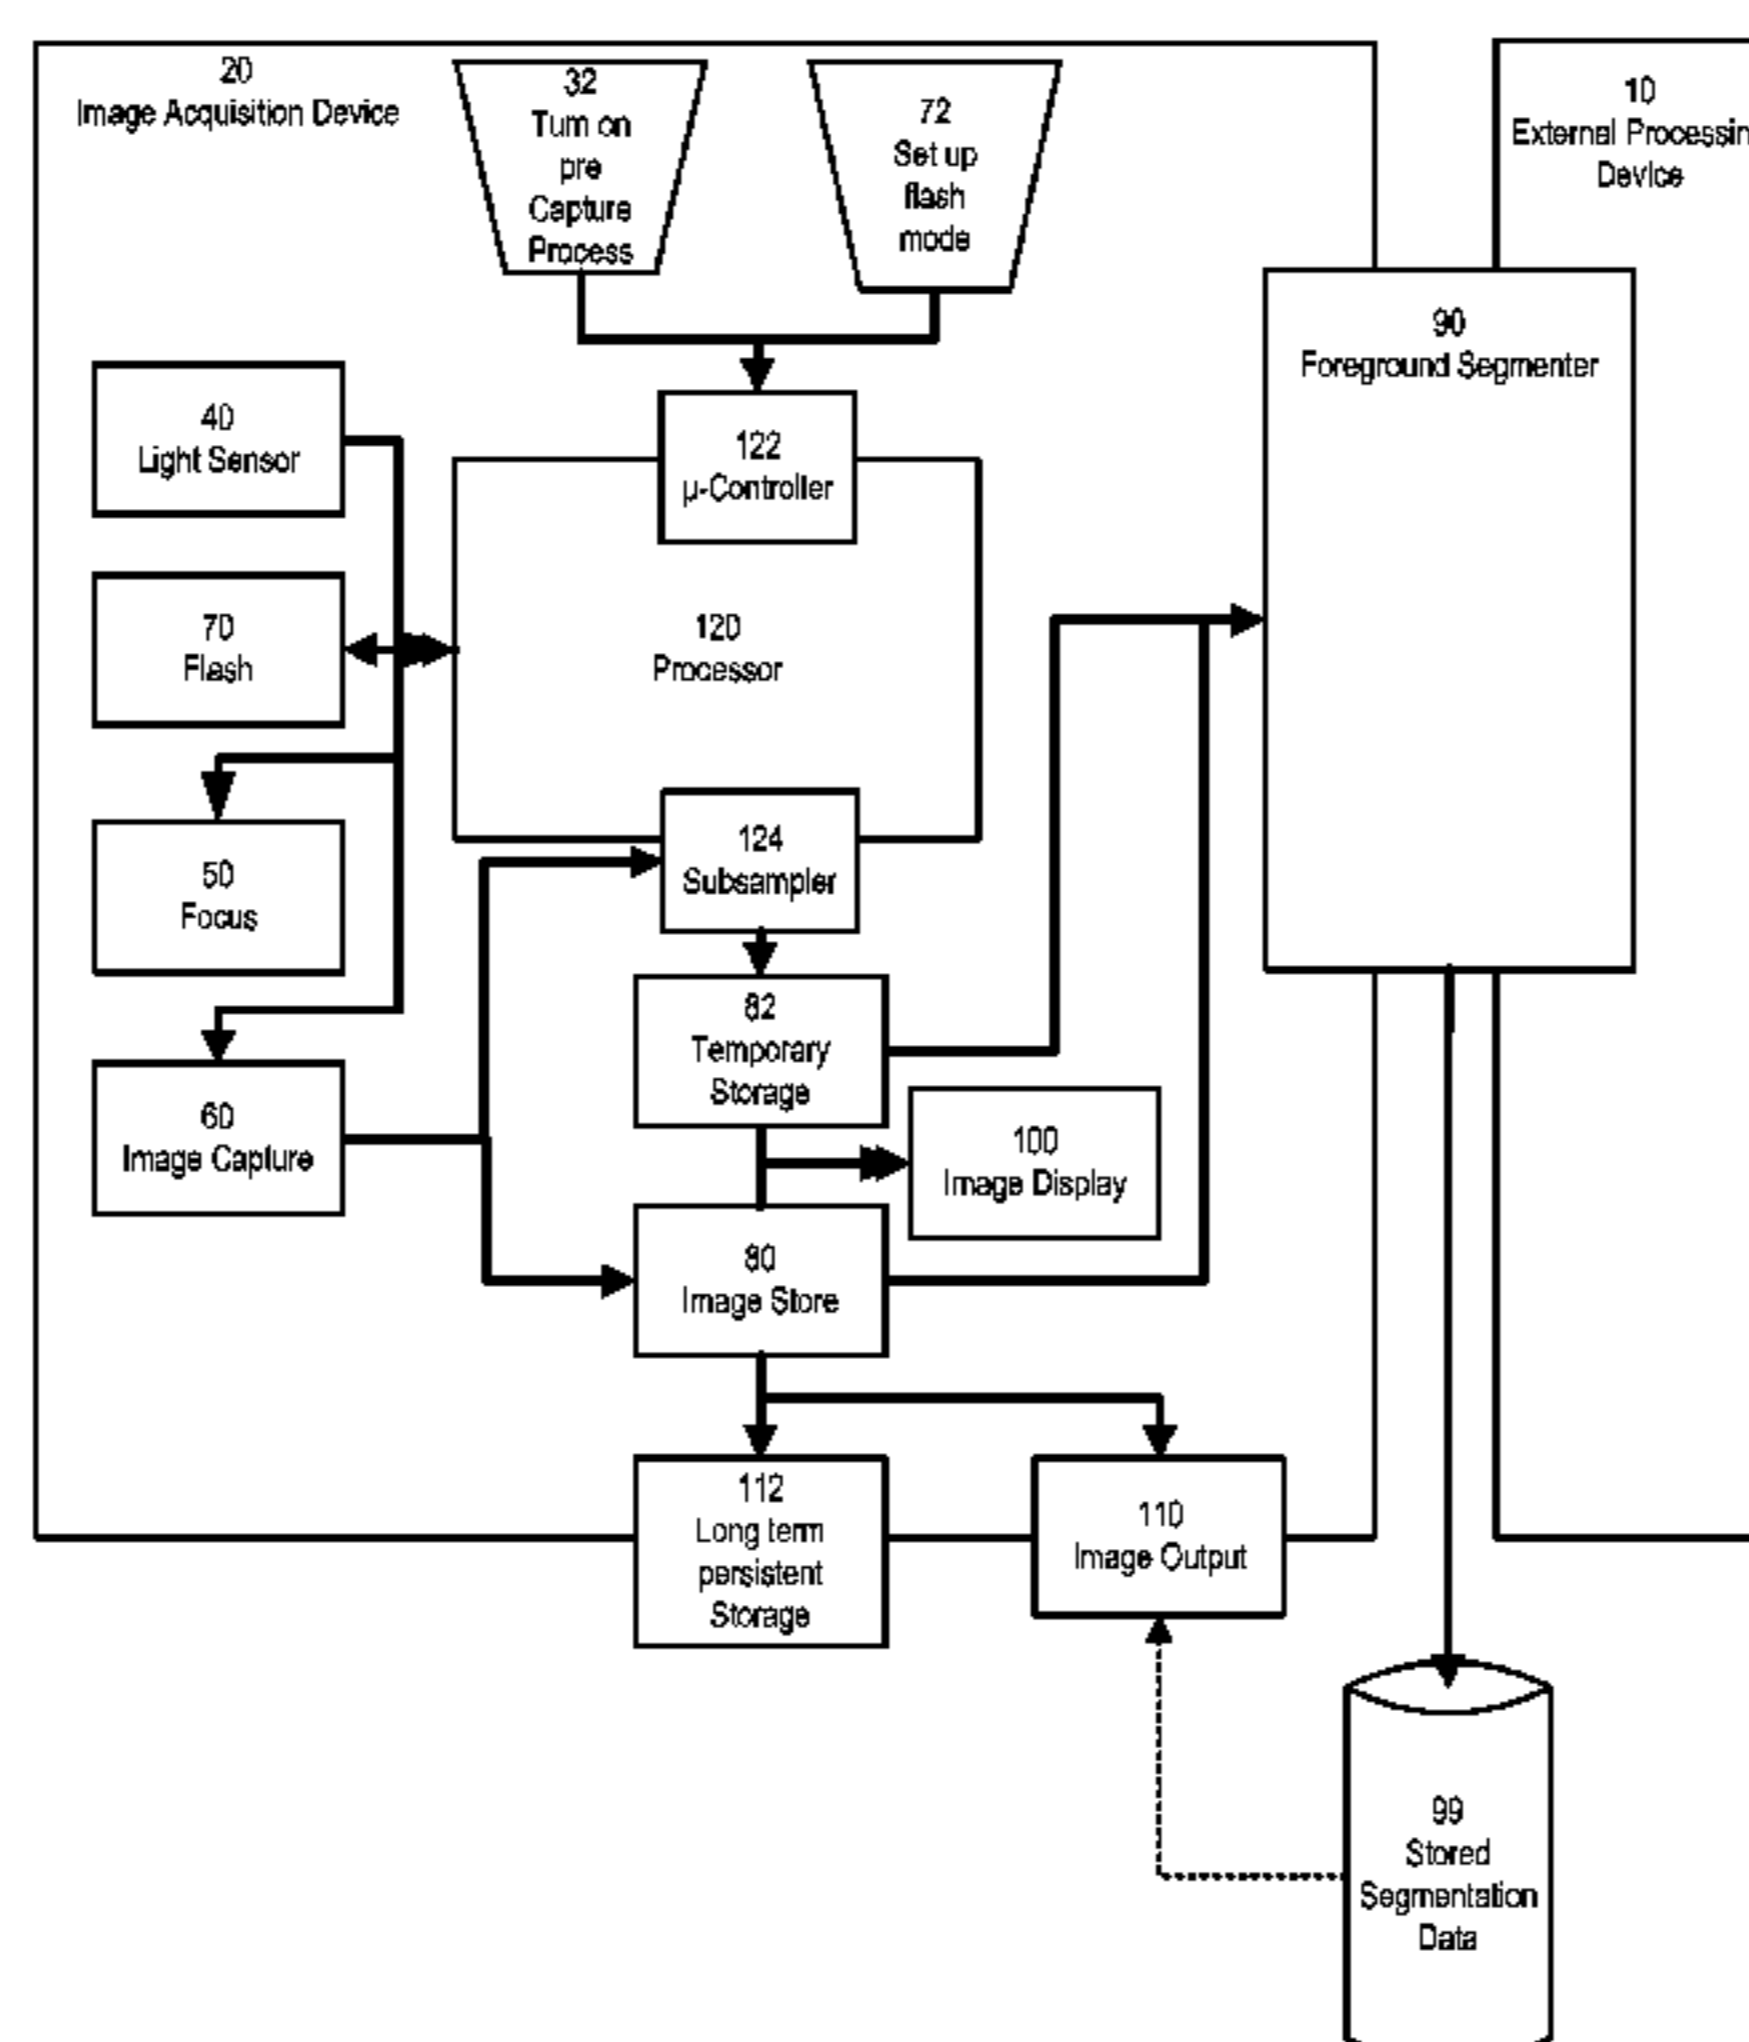 20
Image Acquisition Device
32
Turn on
pre
Capture
Process
72
Set up
flash
mode
10
External Processin
Device
90
Foreground Segmenter
40
Light Sensor
122
µ-Controller
70
Flash
120
Processor
124
Subsampler
50
Focus
82
Temporary
Storage
60
Image Capture
100
Image Display
80
Image Store
112
Long term
persistent
Storage
110
Image Output
99
Stored
Segmentation
Data